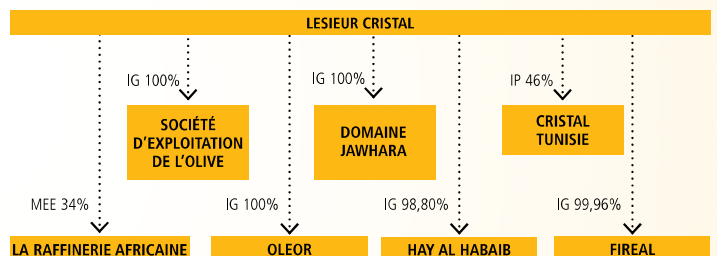 LESIEUR CRISTAL
IG 100%
IG 100%
IP 46%
SOCIÉTÉ
D'EXPLOITATION
DE L'OLIVE
DOMAINE
JAWHARA
CRISTAL
TUNISIE
MEE 34%
IG 100%
IG 98,80%
IG 99,96%
LA RAFFINERIE AFRICAINE
OLEOR
HAY AL HABAIB
FIREAL